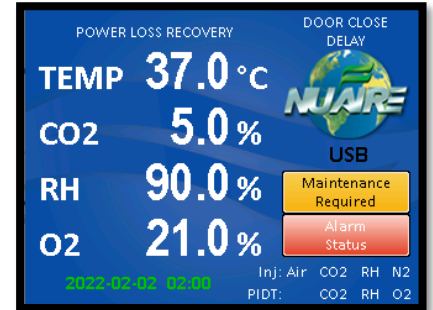 POWER LOSS RECOVERY
DOOR CLOSE
DELAY
TEMP 37.0 °C
NUAIRE
CO2 5.0 %
USB
RH 90.0 %
Maintenance
Required
O2 21.0 %
Alarm
Status
2022-02-02 02:00
Inj: Air CO2 RH N2
PIDT: CO2 RH O2